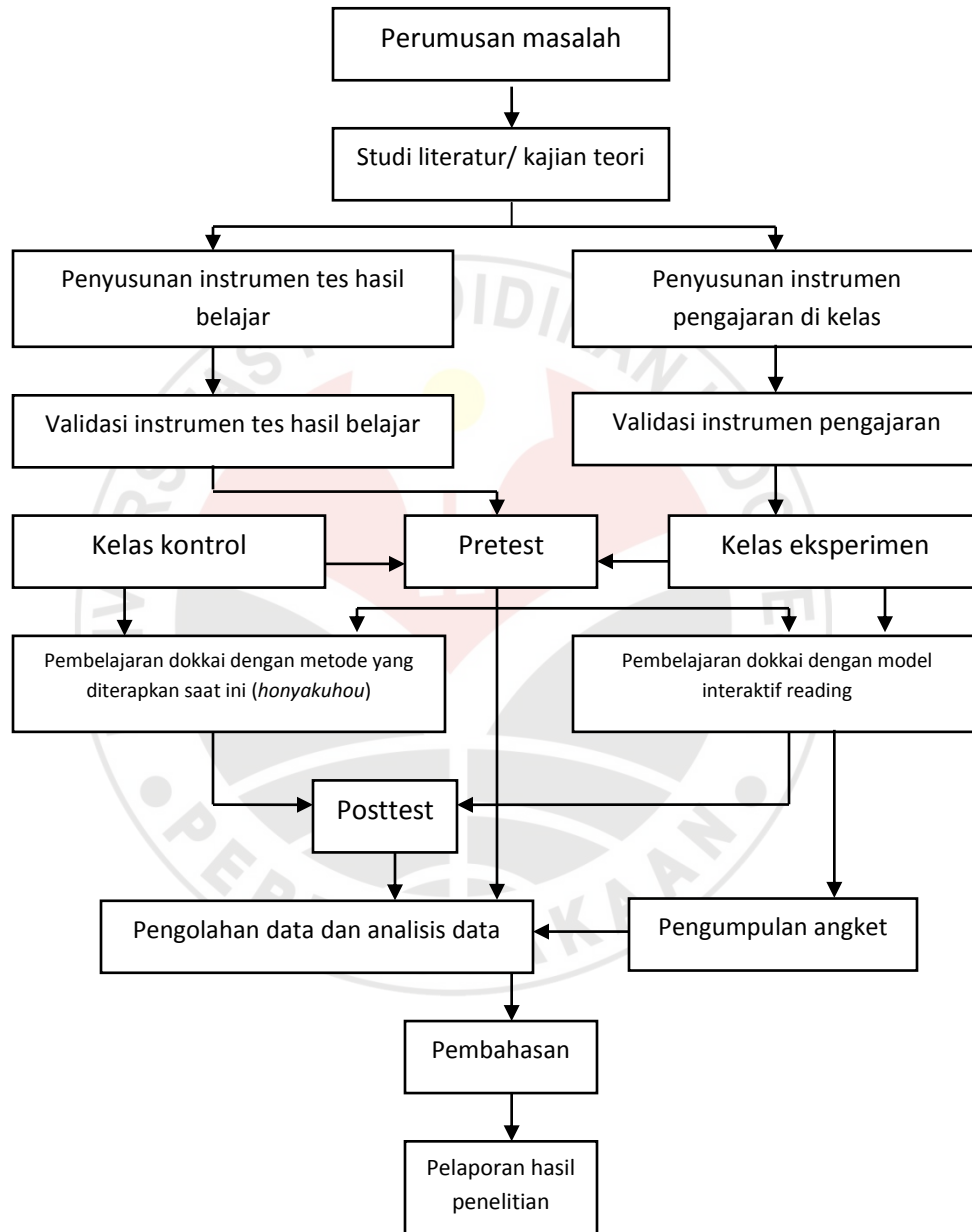 Perumusan masalah
Studi literatur/ kajian teori
Penyusunan instrumen tes hasil
belajar
Penyusunan instrumen
pengajaran di kelas
Validasi instrumen tes hasil belajar
Validasi instrumen pengajaran
Kelas kontrol
Pretest
Kelas eksperimen
Pembelajaran dokkai dengan metode yang
diterapkan saat ini (honyakuhou)
Pembelajaran dokkai dengan model
interaktif reading
Posttest
Pengolahan data dan analisis data
Pengumpulan angket
Pembahasan
Pelaporan hasil
penelitian